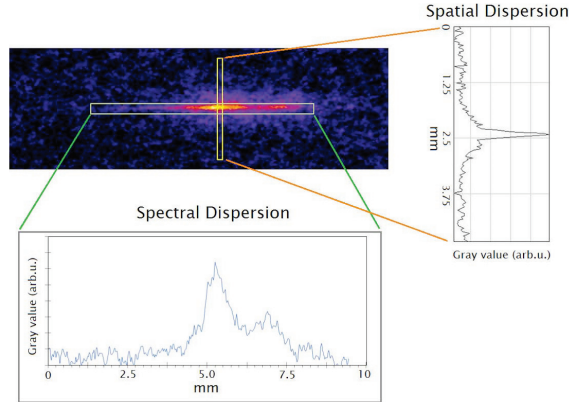 Spatial Dispersion
0
1.25
2.5
3.75
mm
Gray value (arb.u.)
Spectral Dispersion
Gray value (arb.u.)
0
2.5
5.0
7.5
10
mm